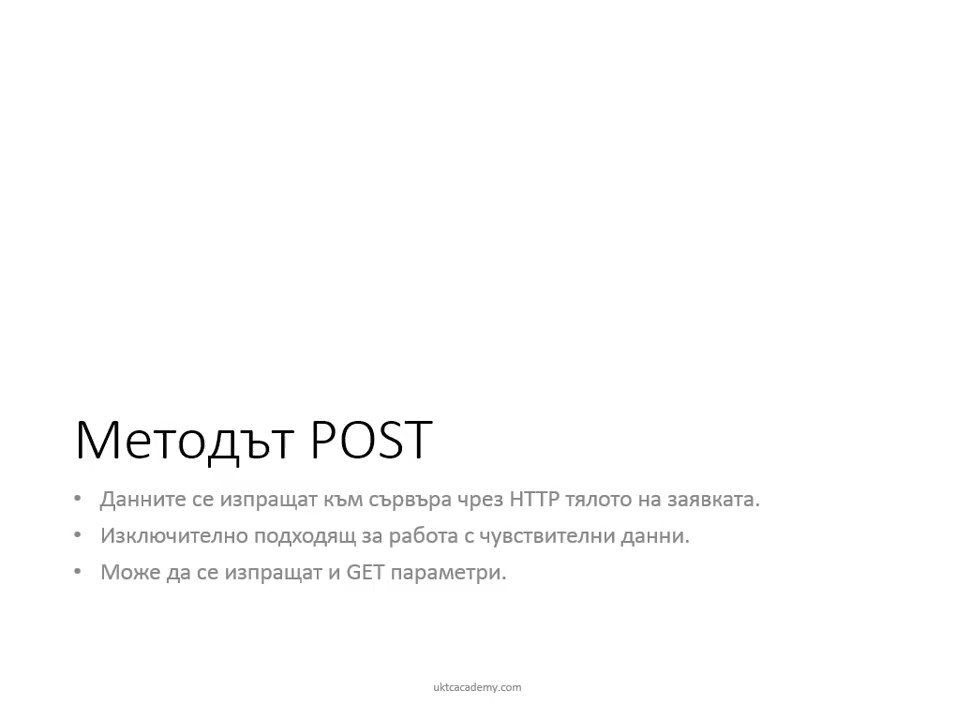 Методът POST
• Данните се изпращат към сървъра чрез HTTP тялото на заявката.
• Изключително подходящ за работа с чувствителни данни.
• Може да се изпращат и GET параметри.
uktcacademy.com